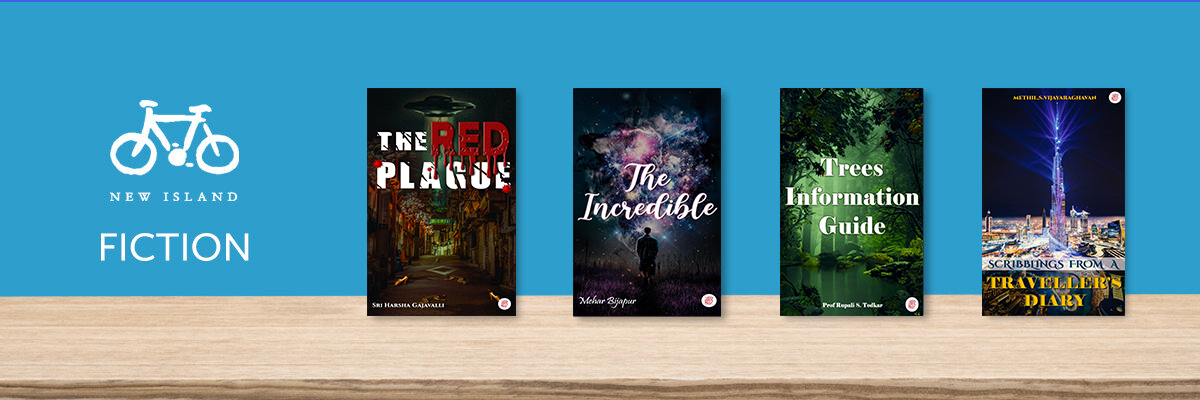 NEW ISLAND
FICTION
THE RED
PLAGUE
SRI HARSHA GAJAVALLI
The
Incredible
Mehar Bijapur
Trees
Information
Guide
Prof Rupali S. Todkar
METHIL.S.VIJAYARAGHAVAN
SCRIBBLINGS FROM A
TRAVELLER'S
DIARY